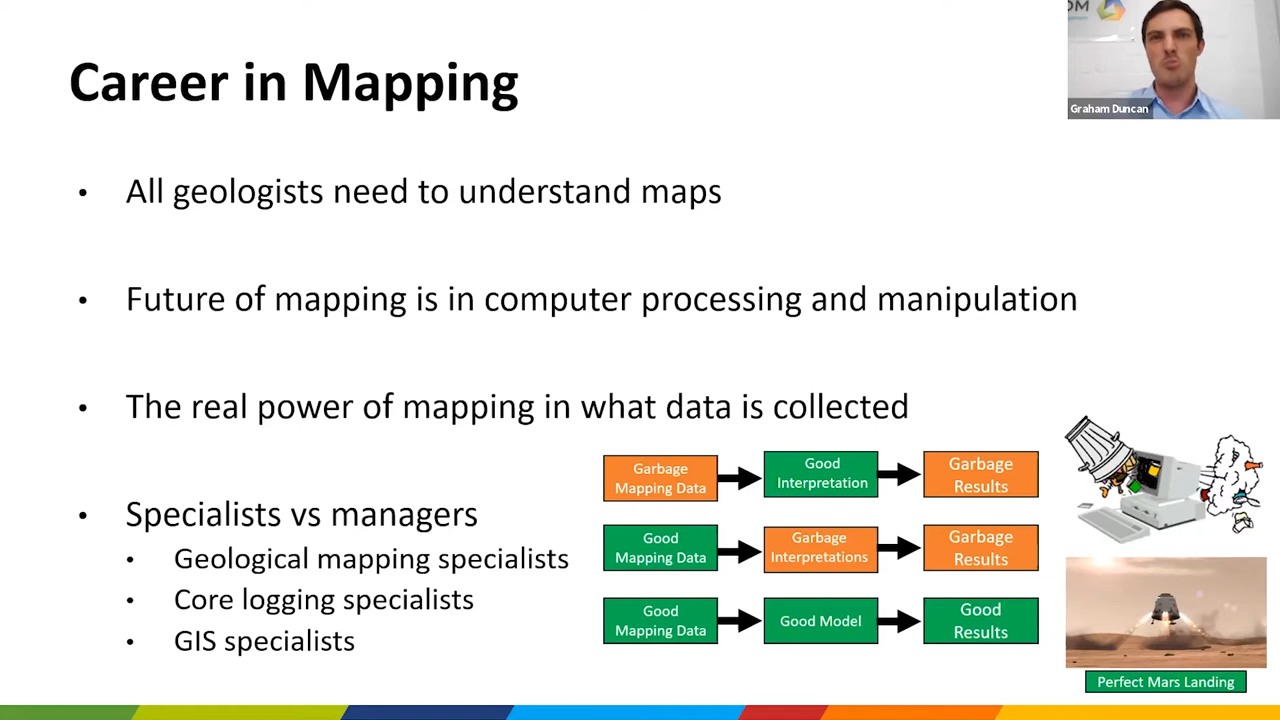 Career in Mapping
Graham Duncan
• All geologists need to understand maps
• Future of mapping is in computer processing and manipulation
• The real power of mapping in what data is collected
• Specialists vs managers
• Geological mapping specialists
• Core logging specialists
• GIS specialists
Garbage
Mapping Data
Good
Interpretation
Garbage
Results
Good
Mapping Data
Garbage
Interpretations
Garbage
Results
Good
Mapping Data
Good Model
Good
Results
Perfect Mars Landing